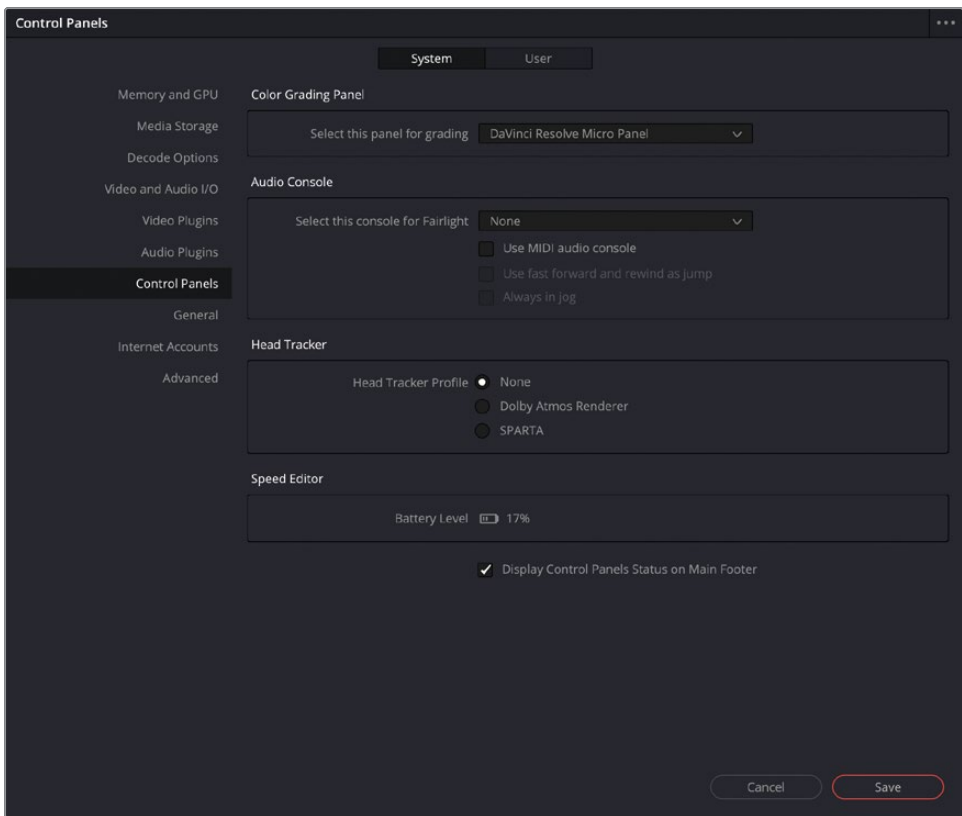 Control Panels
System
User
Memory and GPU
Media Storage
Decode Options
Video and Audio I/O
Video Plugins
Audio Plugins
Control Panels
General
Internet Accounts
Advanced
Color Grading Panel
Select this panel for grading DaVinci Resolve Micro Panel
Audio Console
Select this console for Fairlight None
Use MIDI audio console
Use fast forward and rewind as jump
Always in jog
Head Tracker
Head Tracker Profile None
Dolby Atmos Renderer
SPARTA
Speed Editor
Battery Level 17%
Display Control Panels Status on Main Footer
Cancel
Save